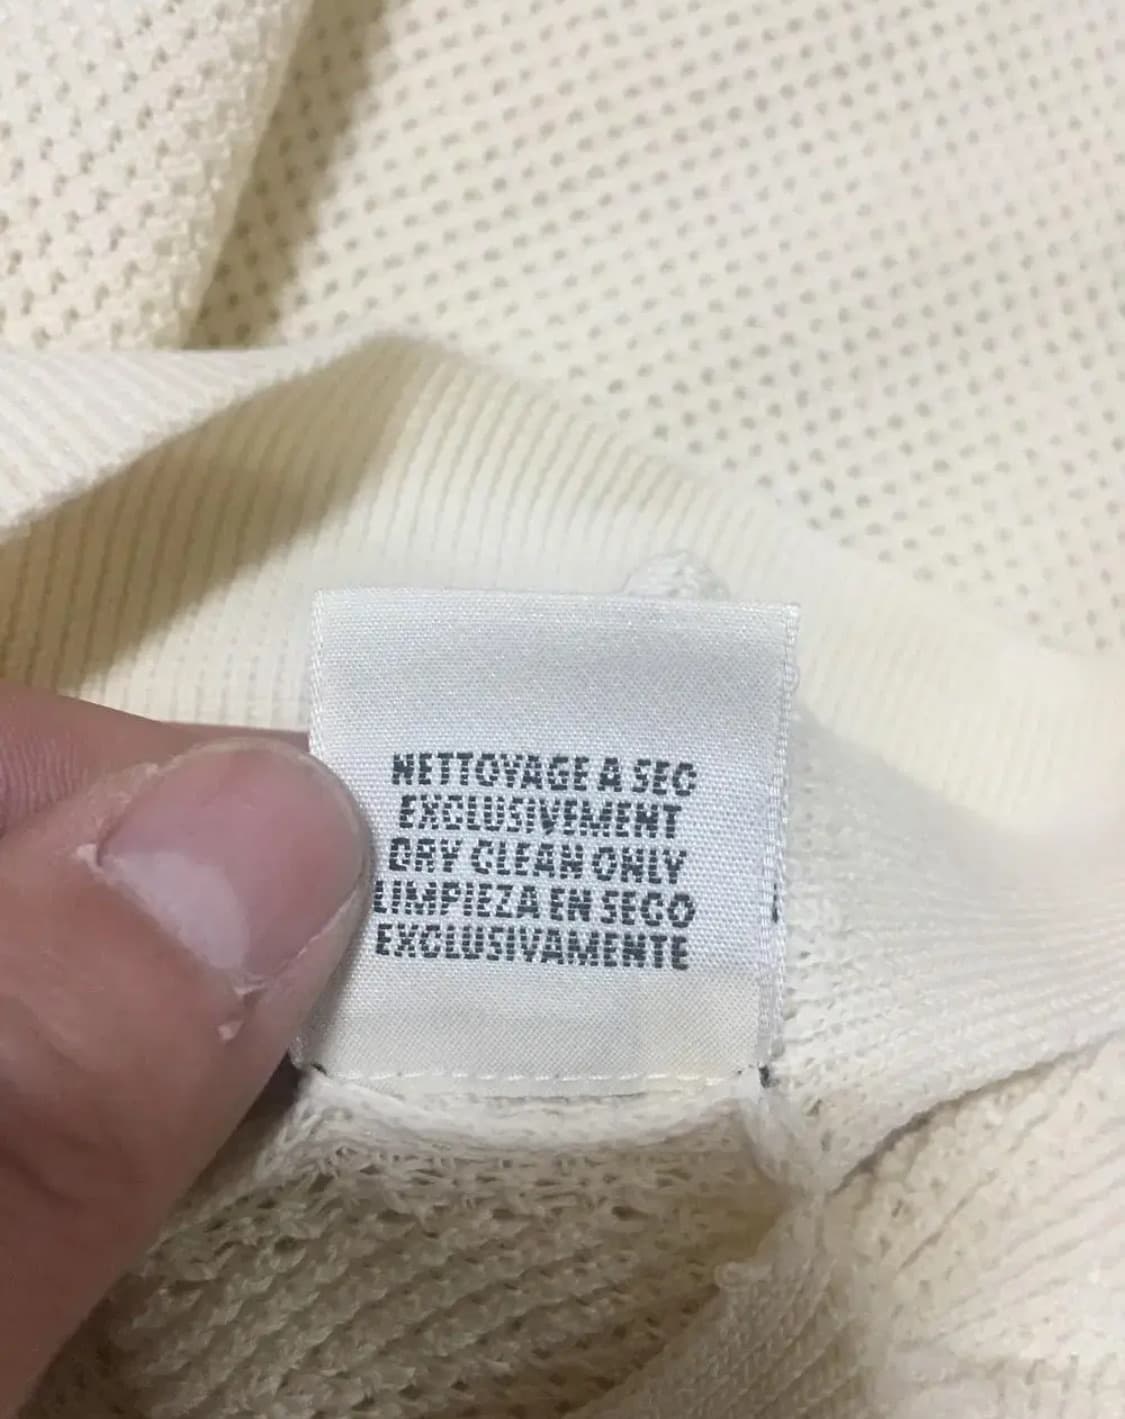 NETTOYAGE A SEC
EXCLUSIVEMENT
DRY CLEAN ONLY
LIMPIEZA EN SECO
EXCLUSIVAMENTE